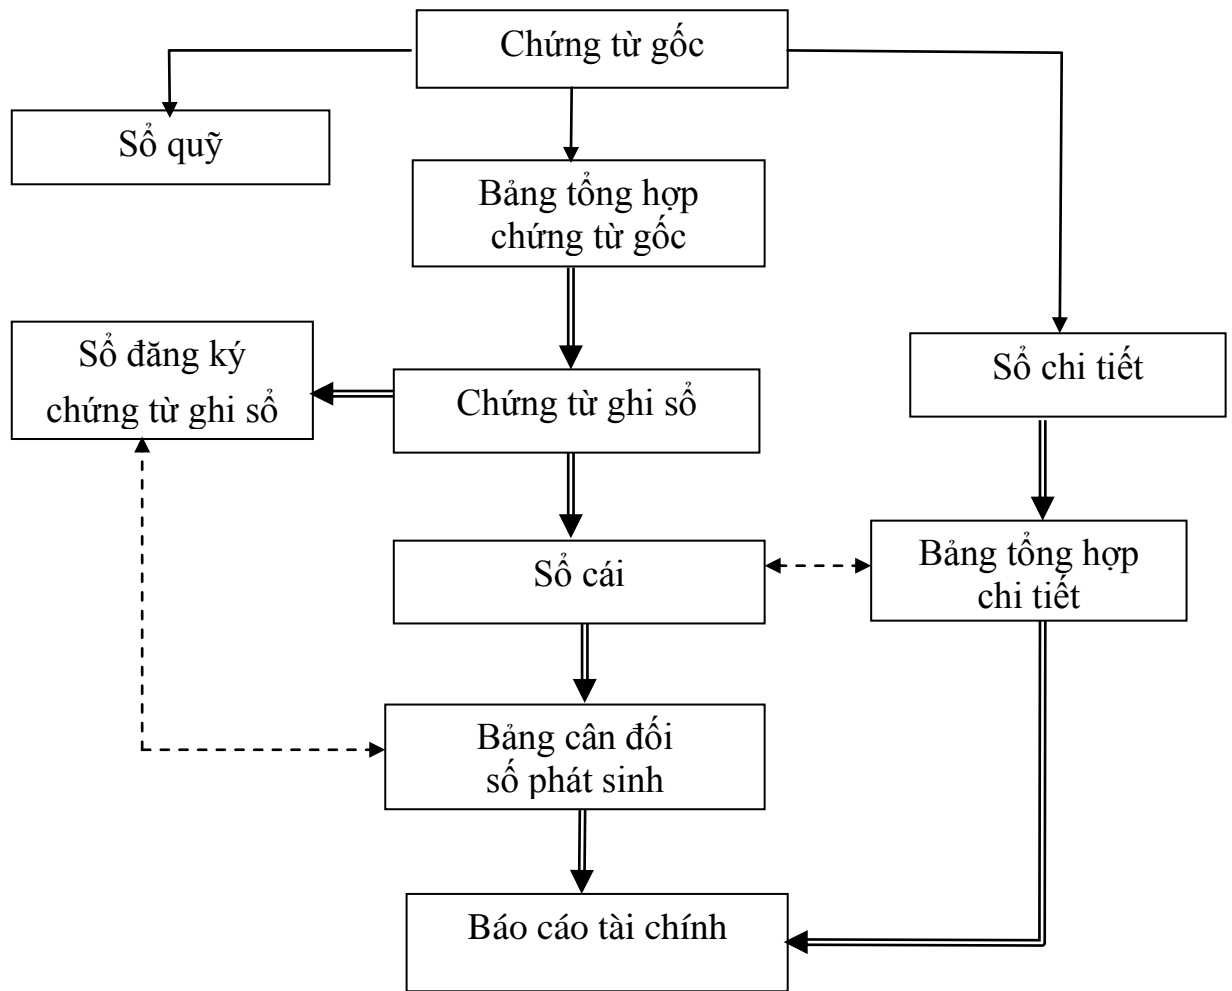 Chứng từ gốc
Sổ quỹ
Bảng tổng hợp
chứng từ gốc
Sổ đăng ký
chứng từ ghi sổ
Chứng từ ghi sổ
Sổ chi tiết
Sổ cái
Bảng tổng hợp
chi tiết
Bảng cân đối
số phát sinh
Báo cáo tài chính